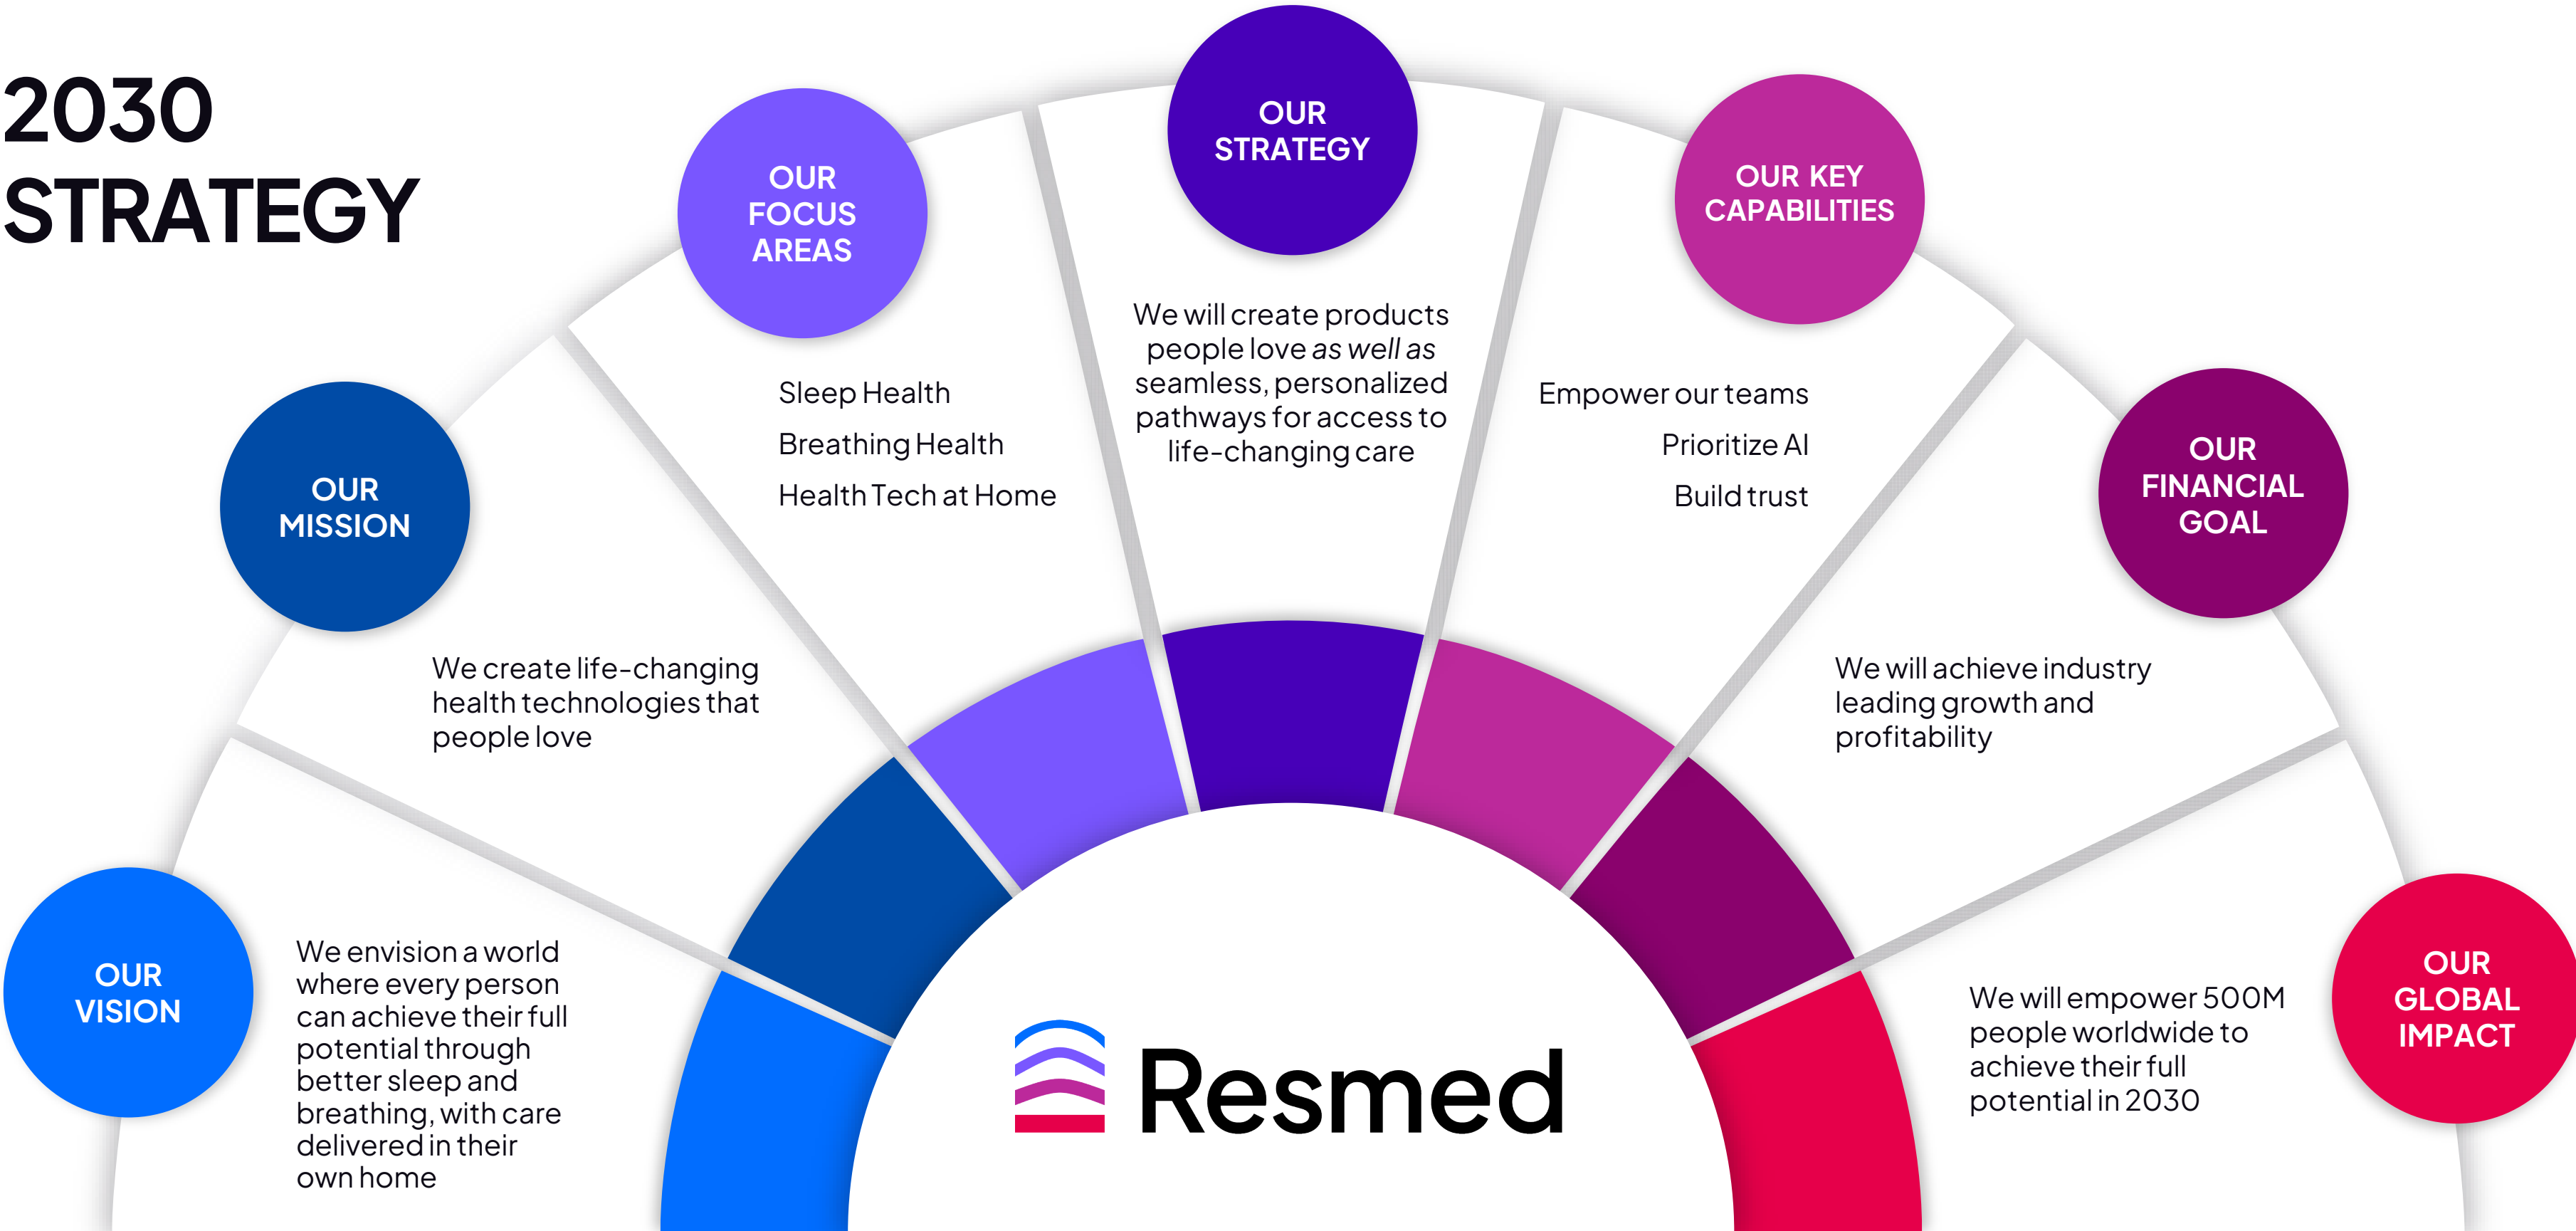 2030
STRATEGY
OUR
VISION
We envision a world
where every person
can achieve their full
potential through
better sleep and
breathing, with care
delivered in their
own home
OUR
MISSION
We create life-changing
health technologies that
people love
OUR
FOCUS
AREAS
Sleep Health
Breathing Health
Health Tech at Home
OUR
STRATEGY
We will create products
people love as well as
seamless, personalized
pathways for access to
life-changing care
OUR KEY
CAPABILITIES
Empower our teams
Prioritize AI
Build trust
OUR
FINANCIAL
GOAL
We will achieve industry
leading growth and
profitability
OUR
GLOBAL
IMPACT
We will empower 500M
people worldwide to
achieve their full
potential in 2030
Resmed